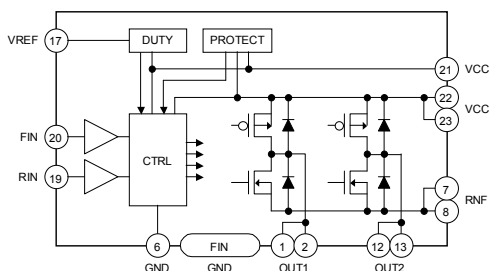 VREF 17 DUTY PROTECT
21 VCC
22 VCC
23
FIN 20
RIN 19
CTRL
7 RNF
8
6 FIN 1 2 12 13
GND GND OUT1 OUT2